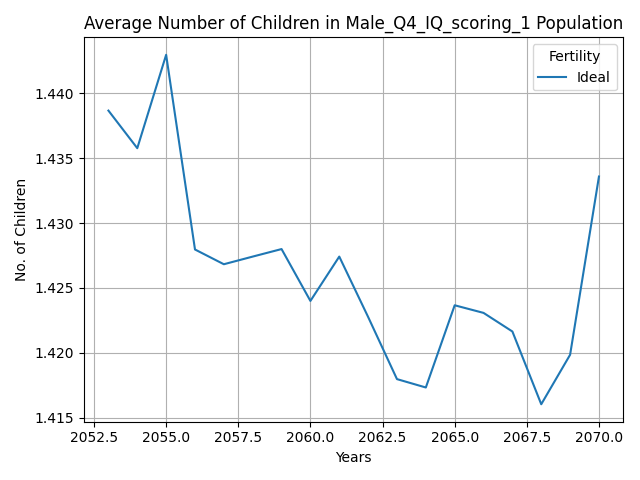 Average Number of Children in Male_Q4_IQ_scoring_1 Population
Fertility
Ideal
No. of Children
1.440
1.435
1.430
1.425
1.420
1.415
2052.5 2055.0 2057.5 2060.0 2062.5 2065.0 2067.5 2070.0
Years